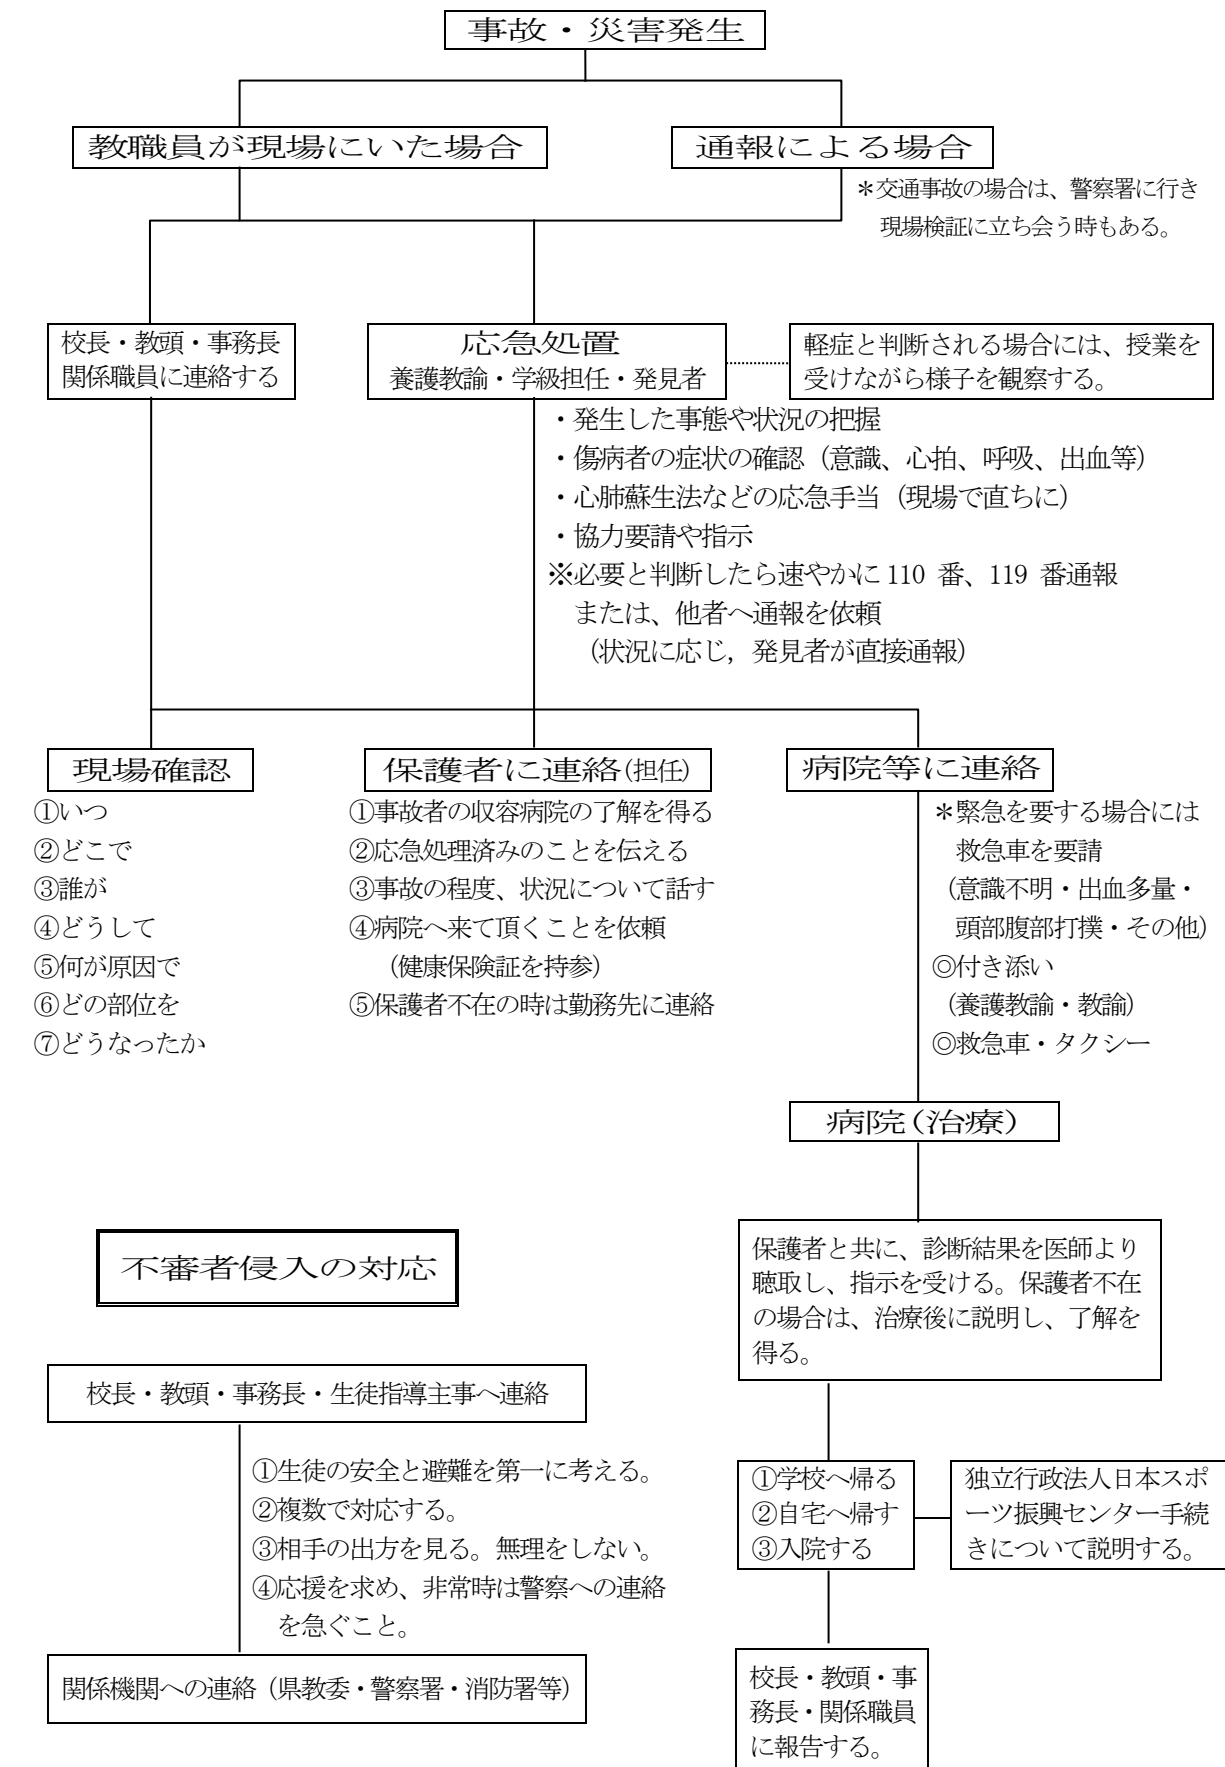 事故・災害発生
教職員が現場にいた場合
通報による場合
＊交通事故の場合は、警察署に行き
現場検証に立ち会う時もある。
校長・教頭・事務長
関係職員に連絡する
応急処置
養護教諭・学級担任・発見者
軽症と判断される場合には、授業を
受けながら様子を観察する。
・発生した事態や状況の把握
・傷病者の症状の確認（意識、心拍、呼吸、出血等）
・心肺蘇生法などの応急手当（現場で直ちに）
・協力要請や指示
※必要と判断したら速やかに 110 番、119 番通報
または、他者へ通報を依頼
（状況に応じ，発見者が直接通報）
現場確認
①いつ
②どこで
③誰が
④どうして
⑤何が原因で
⑥どの部位を
⑦どうなったか
保護者に連絡(担任)
①事故者の収容病院の了解を得る
②応急処理済みのことを伝える
③事故の程度、状況について話す
④病院へ来て頂くことを依頼
（健康保険証を持参）
⑤保護者不在の時は勤務先に連絡
病院等に連絡
＊緊急を要する場合には
救急車を要請
（意識不明・出血多量・
頭部腹部打撲・その他）
◎付き添い
（養護教諭・教諭）
◎救急車・タクシー
病院（治療）
保護者と共に、診断結果を医師より
聴取し、指示を受ける。保護者不在
の場合は、治療後に説明し、了解を
得る。
①学校へ帰る
②自宅へ帰す
③入院する
独立行政法人日本スポ
ーツ振興センター手続
きについて説明する。
校長・教頭・事
務長・関係職員
に報告する。
不審者侵入の対応
校長・教頭・事務長・生徒指導主事へ連絡
①生徒の安全と避難を第一に考える。
②複数で対応する。
③相手の出方を見る。無理をしない。
④応援を求め、非常時は警察への連絡
を急ぐこと。
関係機関への連絡（県教委・警察署・消防署等）